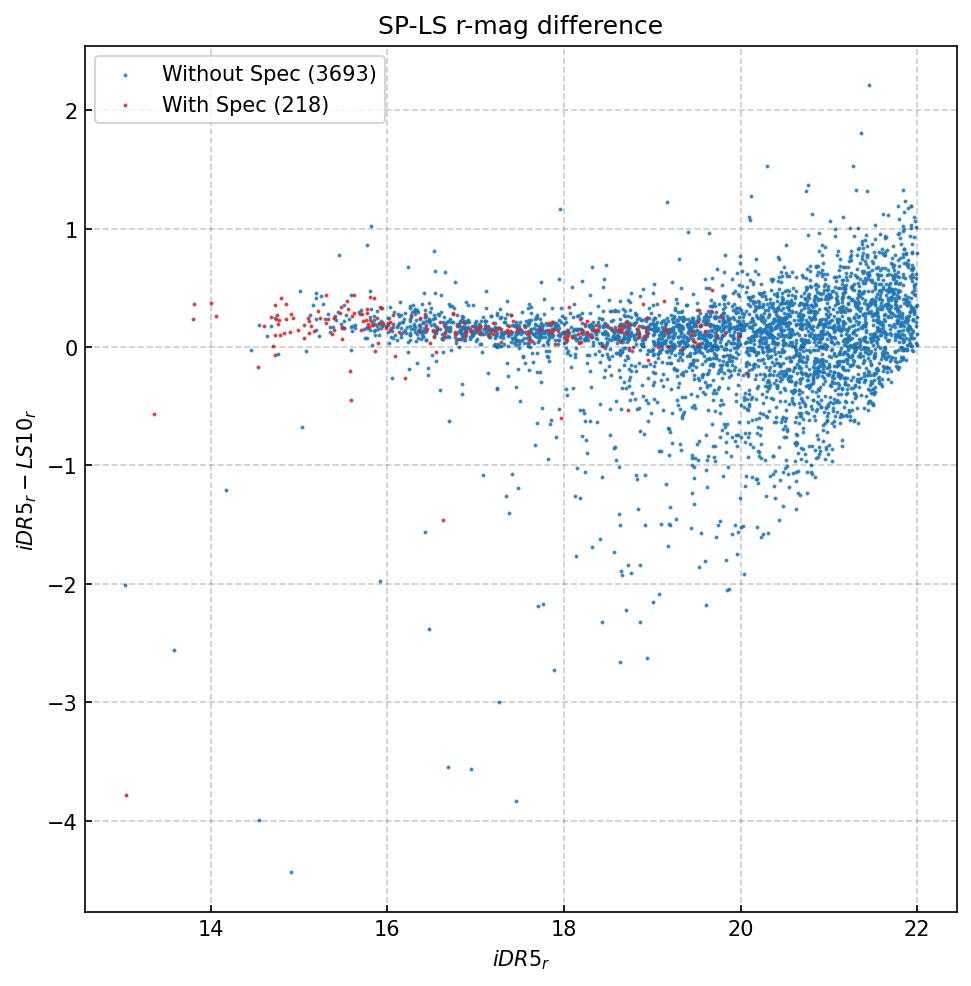 SP-LS r-mag difference
Without Spec (3693)
With Spec (218)
2
1
0
−1
−2
−3
−4
iDR5r − LS10r
14 16 18 20 22
iDR5r